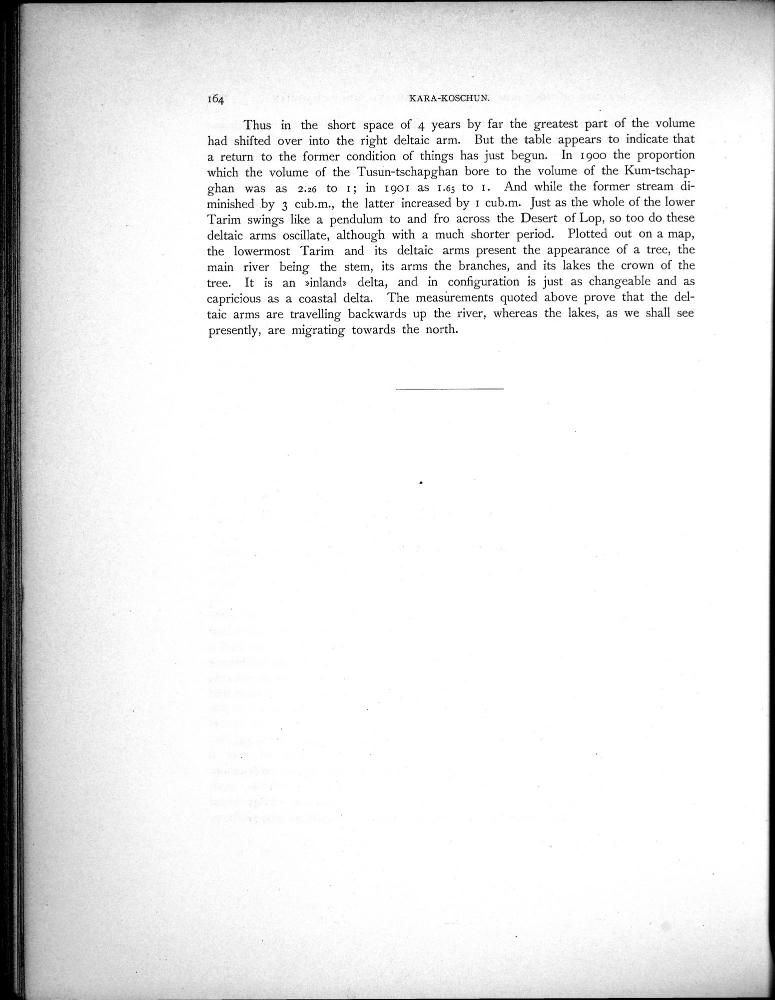 164 KARA-KOSCHUN.
Thus in the short space of 4 years by far the greatest part of the volume
had shifted over into the right deltaic arm. But the table appears to indicate that
a return to the former condition of things has just begun. In 1900 the proportion
which the volume of the Tusun-tschapghan bore to the volume of the Kum-tschap-
ghan was as 2.26 to 1; in 1901 as 1.65 to 1. And while the former stream di-
minished by 3 cub.m., the latter increased by 1 cub.m. Just as the whole of the lower
Tarim swings like a pendulum to and fro across the Desert of Lop, so too do these
deltaic arms oscillate, although with a much shorter period. Plotted out on a map,
the lowermost Tarim and its deltaic arms present the appearance of a tree, the
main river being the stem, its arms the branches, and its lakes the crown of the
tree. It is an »inland» delta, and in configuration is just as changeable and as
capricious as a coastal delta. The measurements quoted above prove that the del-
taic arms are travelling backwards up the river, whereas the lakes, as we shall see
presently, are migrating towards the north.